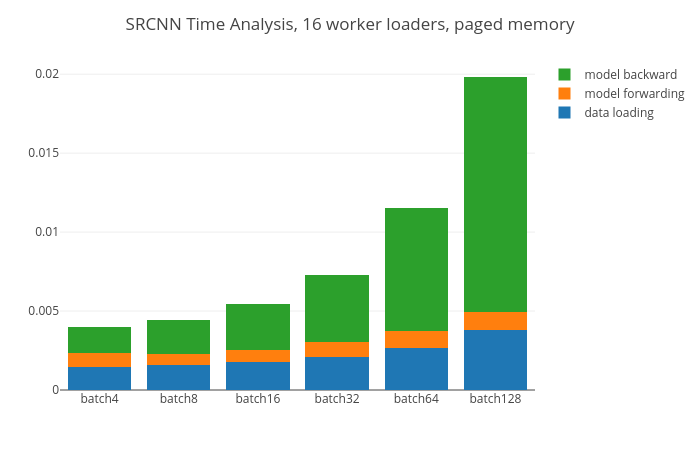 SRCNN Time Analysis, 16 worker loaders, paged memory
0.02
0.015
0.01
0.005
0
batch4
batch8
batch16
batch32
batch64
batch128
model backward
model forwarding
data loading